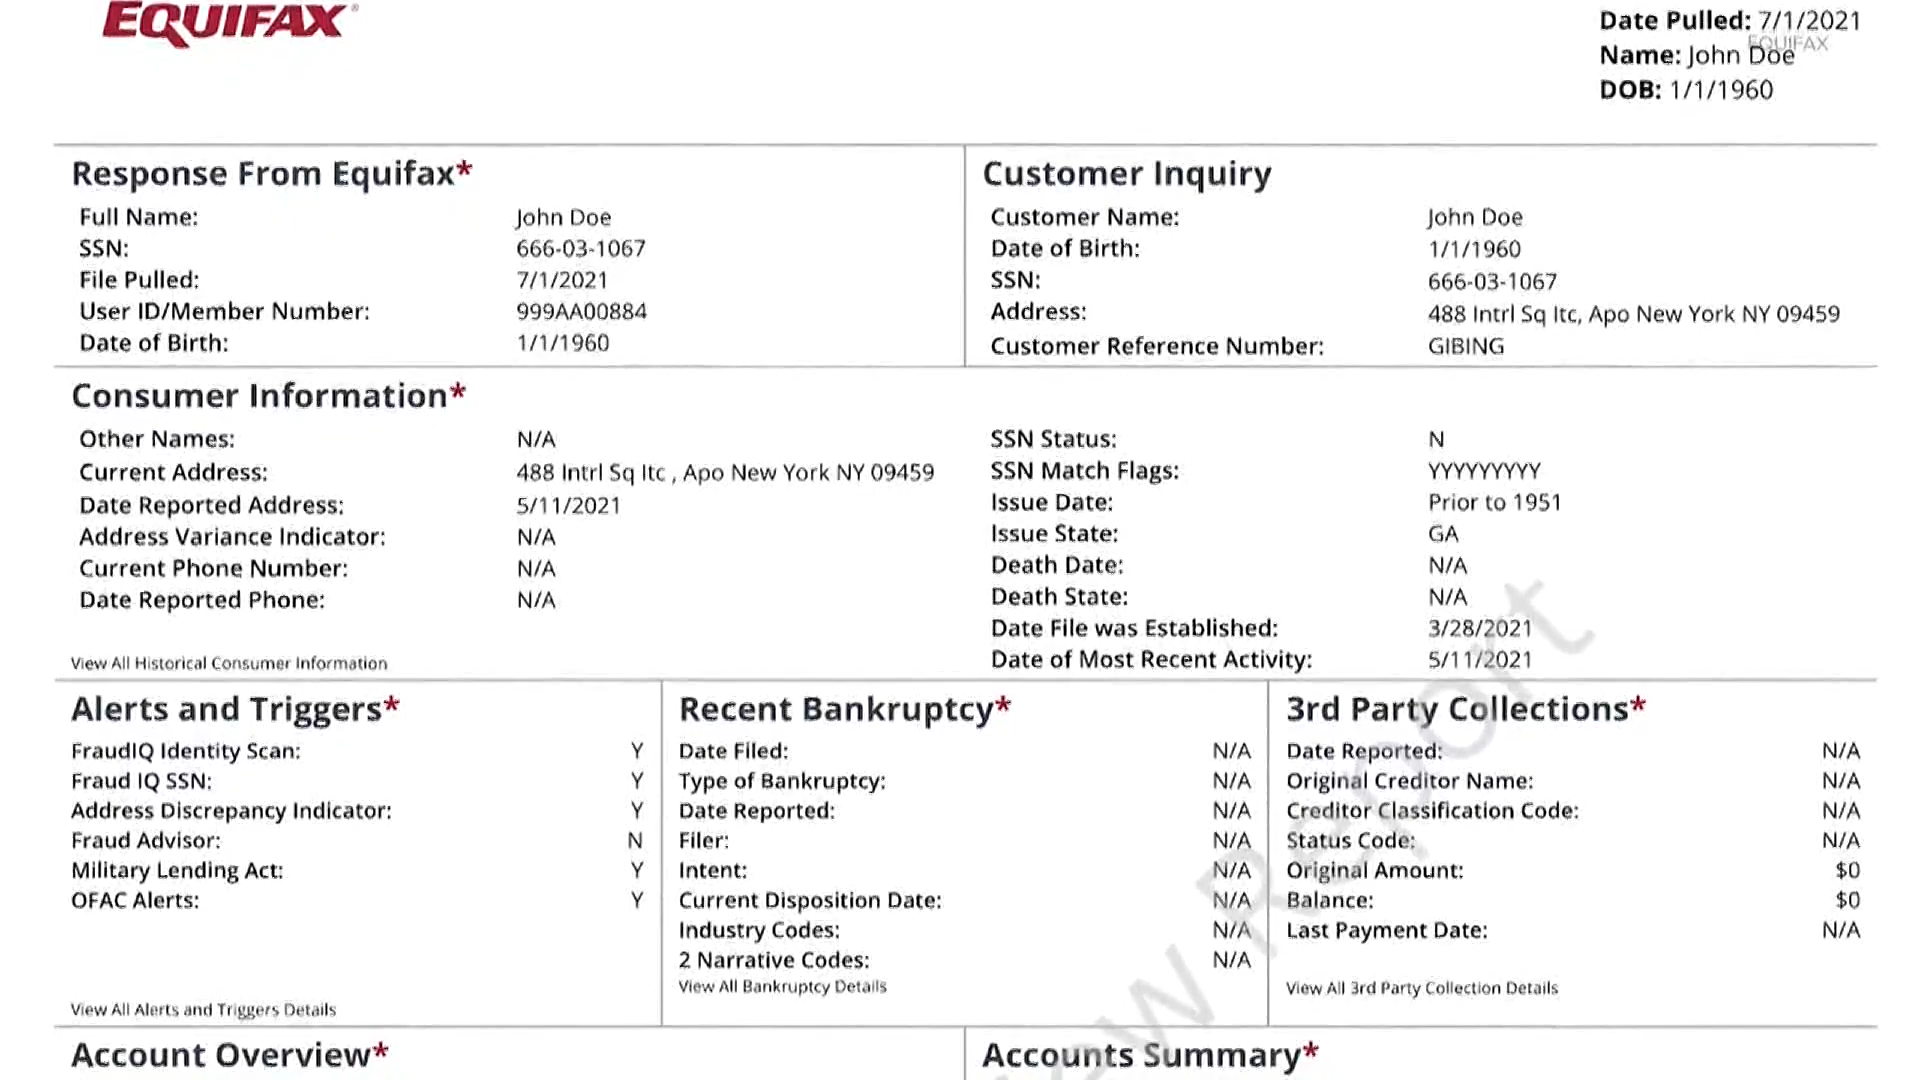 EQUIFAX®
Date Pulled: 7/1/2021
EQUIFAX
Name: John Doe
DOB: 1/1/1960
Response From Equifax*
Full Name: John Doe
SSN: 666-03-1067
File Pulled: 7/1/2021
User ID/Member Number: 999AA00884
Date of Birth: 1/1/1960
Customer Inquiry
Customer Name: John Doe
Date of Birth: 1/1/1960
SSN: 666-03-1067
Address: 488 Intrl Sq Itc, Apo New York NY 09459
Customer Reference Number: GIBING
Consumer Information*
Other Names: N/A
Current Address: 488 Intrl Sq Itc , Apo New York NY 09459
Date Reported Address: 5/11/2021
Address Variance Indicator: N/A
Current Phone Number: N/A
Date Reported Phone: N/A
View All Historical Consumer Information
SSN Status: N
SSN Match Flags: YYYYYYYYY
Issue Date: Prior to 1951
Issue State: GA
Death Date: N/A
Death State: N/A
Date File was Established: 3/28/2021
Date of Most Recent Activity: 5/11/2021
Alerts and Triggers*
FraudIQ Identity Scan: Y
Fraud IQ SSN: Y
Address Discrepancy Indicator: Y
Fraud Advisor: N
Military Lending Act: Y
OFAC Alerts: Y
View All Alerts and Triggers Details
Recent Bankruptcy*
Date Filed: N/A
Type of Bankruptcy: N/A
Date Reported: N/A
Filer: N/A
Intent: N/A
Current Disposition Date: N/A
Industry Codes: N/A
2 Narrative Codes: N/A
View All Bankruptcy Details
3rd Party Collections*
Date Reported: N/A
Original Creditor Name: N/A
Creditor Classification Code: N/A
Status Code: N/A
Original Amount: $0
Balance: $0
Last Payment Date: N/A
View All 3rd Party Collection Details
Account Overview*
Accounts Summary*
ew Report